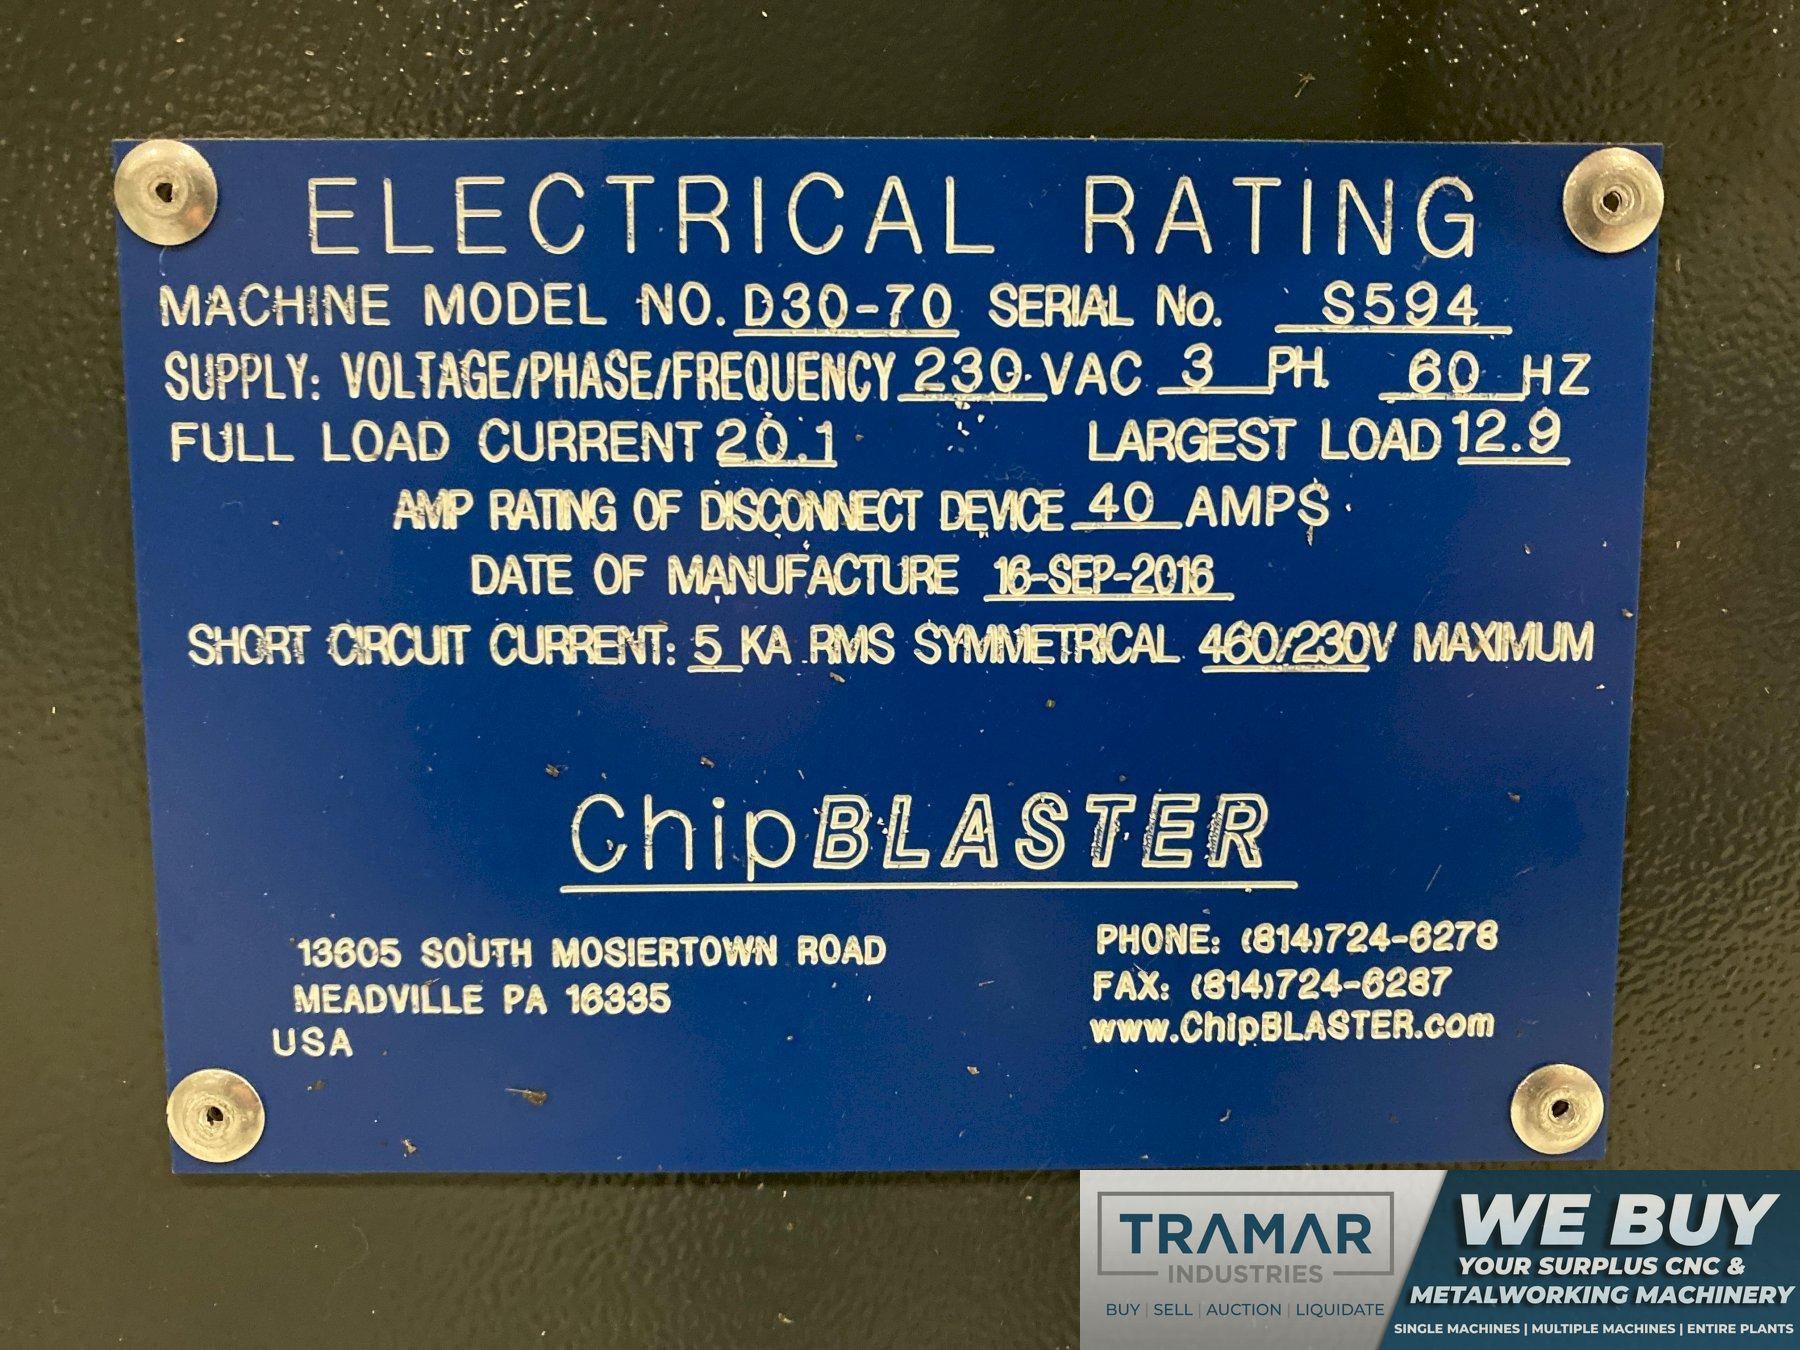 ELECTRICAL RATING
MACHINE MODEL NO. D30-70 SERIAL No. S594
SUPPLY: VOLTAGE/PHASE/FREQUENCY 230 VAC 3 PH. 60 HZ
FULL LOAD CURRENT 20.1 LARGEST LOAD 12.9
AMP RATING OF DISCONNECT DEVICE 40 AMPS
DATE OF MANUFACTURE 16-SEP-2016
SHORT CIRCUIT CURRENT: 5 KA RMS SYMMETRICAL 460/230V MAXIMUM
ChipBLASTER
13605 SOUTH MOSIERTOWN ROAD
MEADVILLE PA 16335
USA
PHONE: (814)724-6278
FAX: (814)724-6287
www.ChipBLASTER.com
TRAMAR
INDUSTRIES
BUY | SELL | AUCTION | LIQUIDATE
WE BUY
YOUR SURPLUS CNC &
METALWORKING MACHINERY
SINGLE MACHINES | MULTIPLE MACHINES | ENTIRE PLANTS